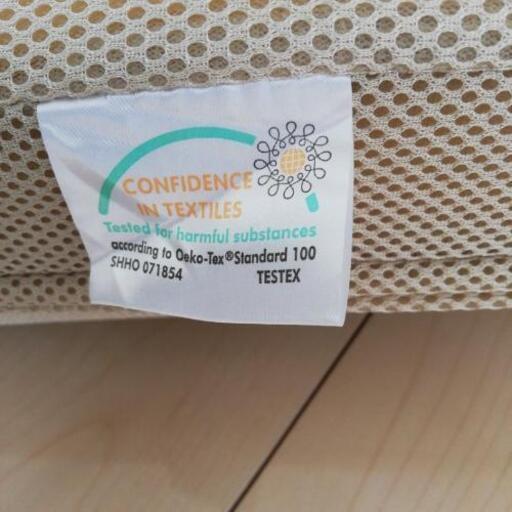 CONFIDENCE
IN TEXTILES
Tested for harmful substances
according to Oeko-Tex®Standard 100
SHHO 071854 TESTEX